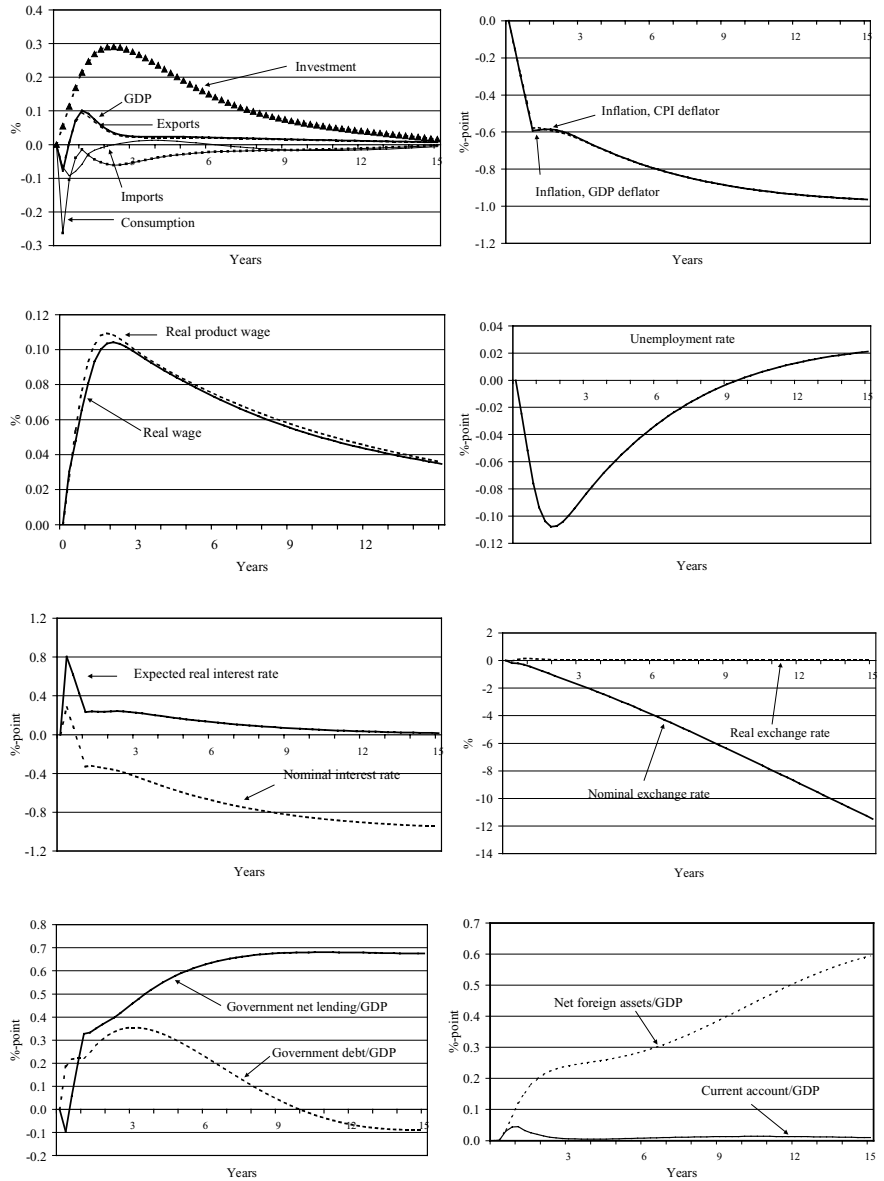 0.4
0.3
0.2
0.1
0.0
-0.1
-0.2
-0.3
%
3 6 9 12 15
Investment
GDP
Exports
Imports
Consumption
Years
0.0
-0.2
-0.4
-0.6
-0.8
-1.0
-1.2
%-point
3 6 9 12 15
Inflation, CPI deflator
Inflation, GDP deflator
Years
0.12
0.10
0.08
0.06
0.04
0.02
0.00
%
0 3 6 9 12
Real product wage
Real wage
Years
0.04
0.02
0.00
-0.02
-0.04
-0.06
-0.08
-0.10
-0.12
%-point
Unemployment rate
3 6 9 12 15
Years
1.2
0.8
0.4
0.0
-0.4
-0.8
-1.2
%-point
Expected real interest rate
3 6 9 12 15
Nominal interest rate
Years
2
0
-2
-4
-6
-8
-10
-12
-14
%
3 6 9 12 15
Real exchange rate
Nominal exchange rate
Years
0.8
0.7
0.6
0.5
0.4
0.3
0.2
0.1
0.0
-0.1
-0.2
%-point
Government net lending/GDP
Government debt/GDP
3 6 9 12 15
Years
0.7
0.6
0.5
0.4
0.3
0.2
0.1
0.0
%-point
Net foreign assets/GDP
Current account/GDP
3 6 9 12 15
Years